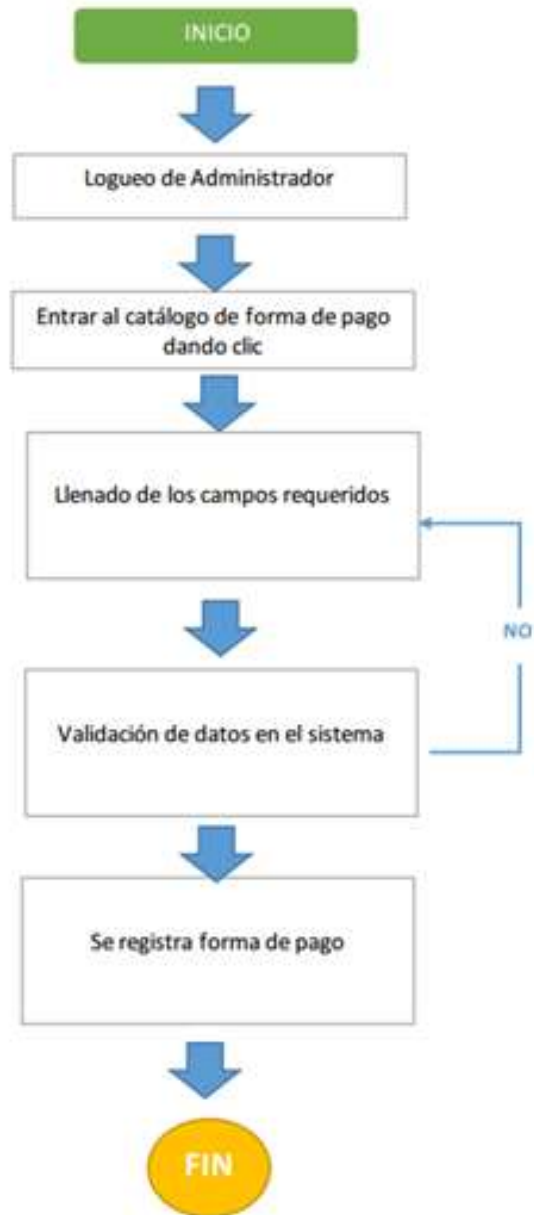 INICIO
Logueo de Administrador
Entrar al catálogo de forma de pago
dando clic
Llenado de los campos requeridos
NO
Validación de datos en el sistema
Se registra forma de pago
FIN